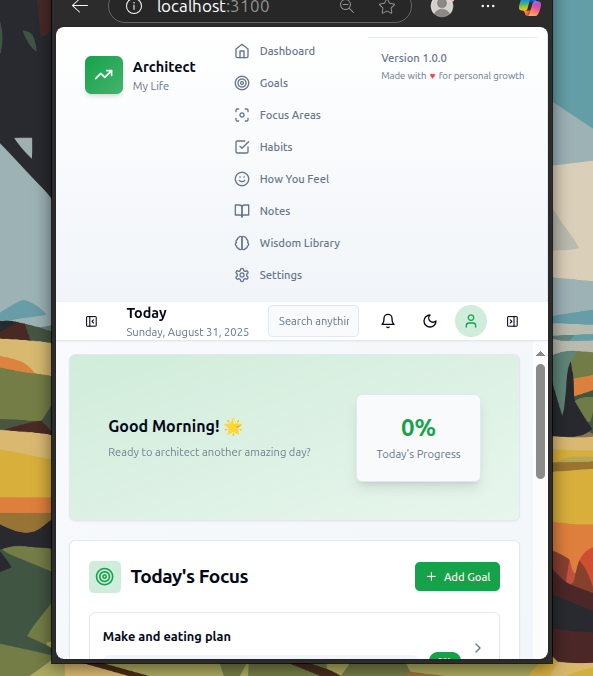 localhost:3100
Architect
My Life
Dashboard
Goals
Focus Areas
Habits
How You Feel
Notes
Wisdom Library
Settings
Version 1.0.0
Made with ♥ for personal growth
Today
Sunday, August 31, 2025
Search anythin
Good Morning! 🌟
Ready to architect another amazing day?
0%
Today's Progress
Today's Focus
+ Add Goal
Make and eating plan